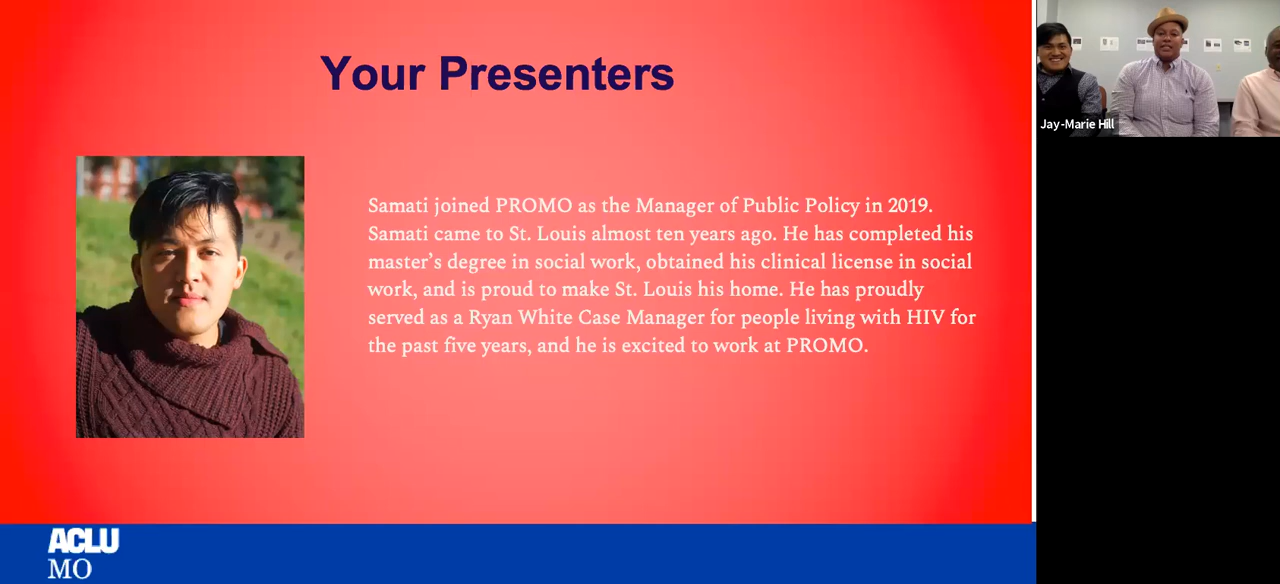 Your Presenters
Samati joined PROMO as the Manager of Public Policy in 2019.
Samati came to St. Louis almost ten years ago. He has completed his
master’s degree in social work, obtained his clinical license in social
work, and is proud to make St. Louis his home. He has proudly
served as a Ryan White Case Manager for people living with HIV for
the past five years, and he is excited to work at PROMO.
Jay-Marie Hill
ACLU
MO